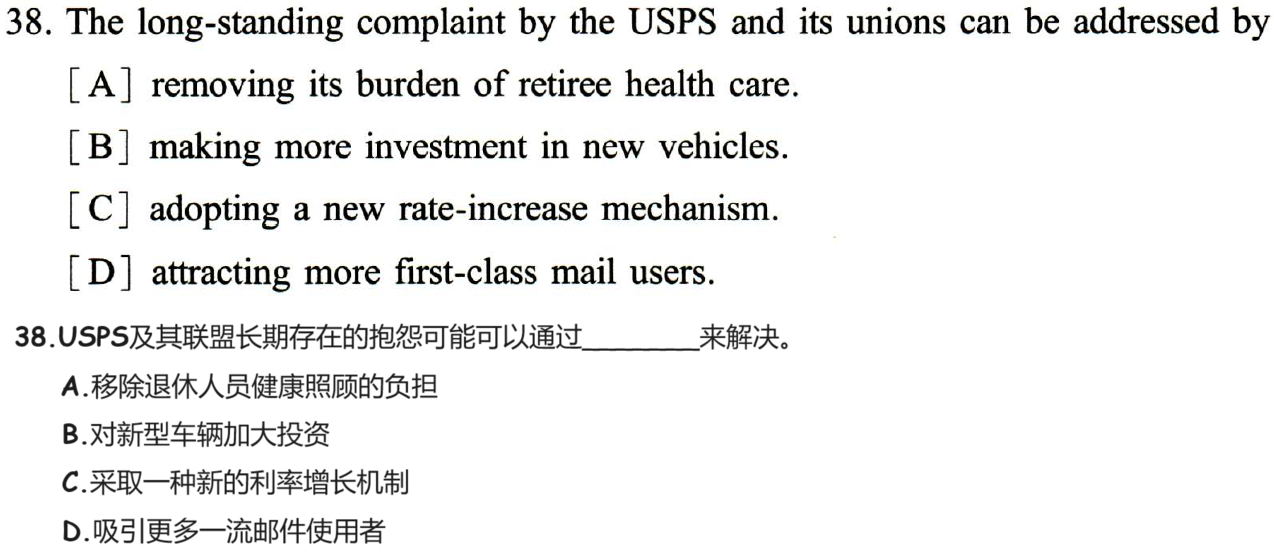 38. The long-standing complaint by the USPS and its unions can be addressed by
[A] removing its burden of retiree health care.
[B] making more investment in new vehicles.
[C] adopting a new rate-increase mechanism.
[D] attracting more first-class mail users.
38.USPS及其联盟长期存在的抱怨可能可以通过________来解决。
A.移除退休人员健康照顾的负担
B.对新型车辆加大投资
C.采取一种新的利率增长机制
D.吸引更多一流邮件使用者